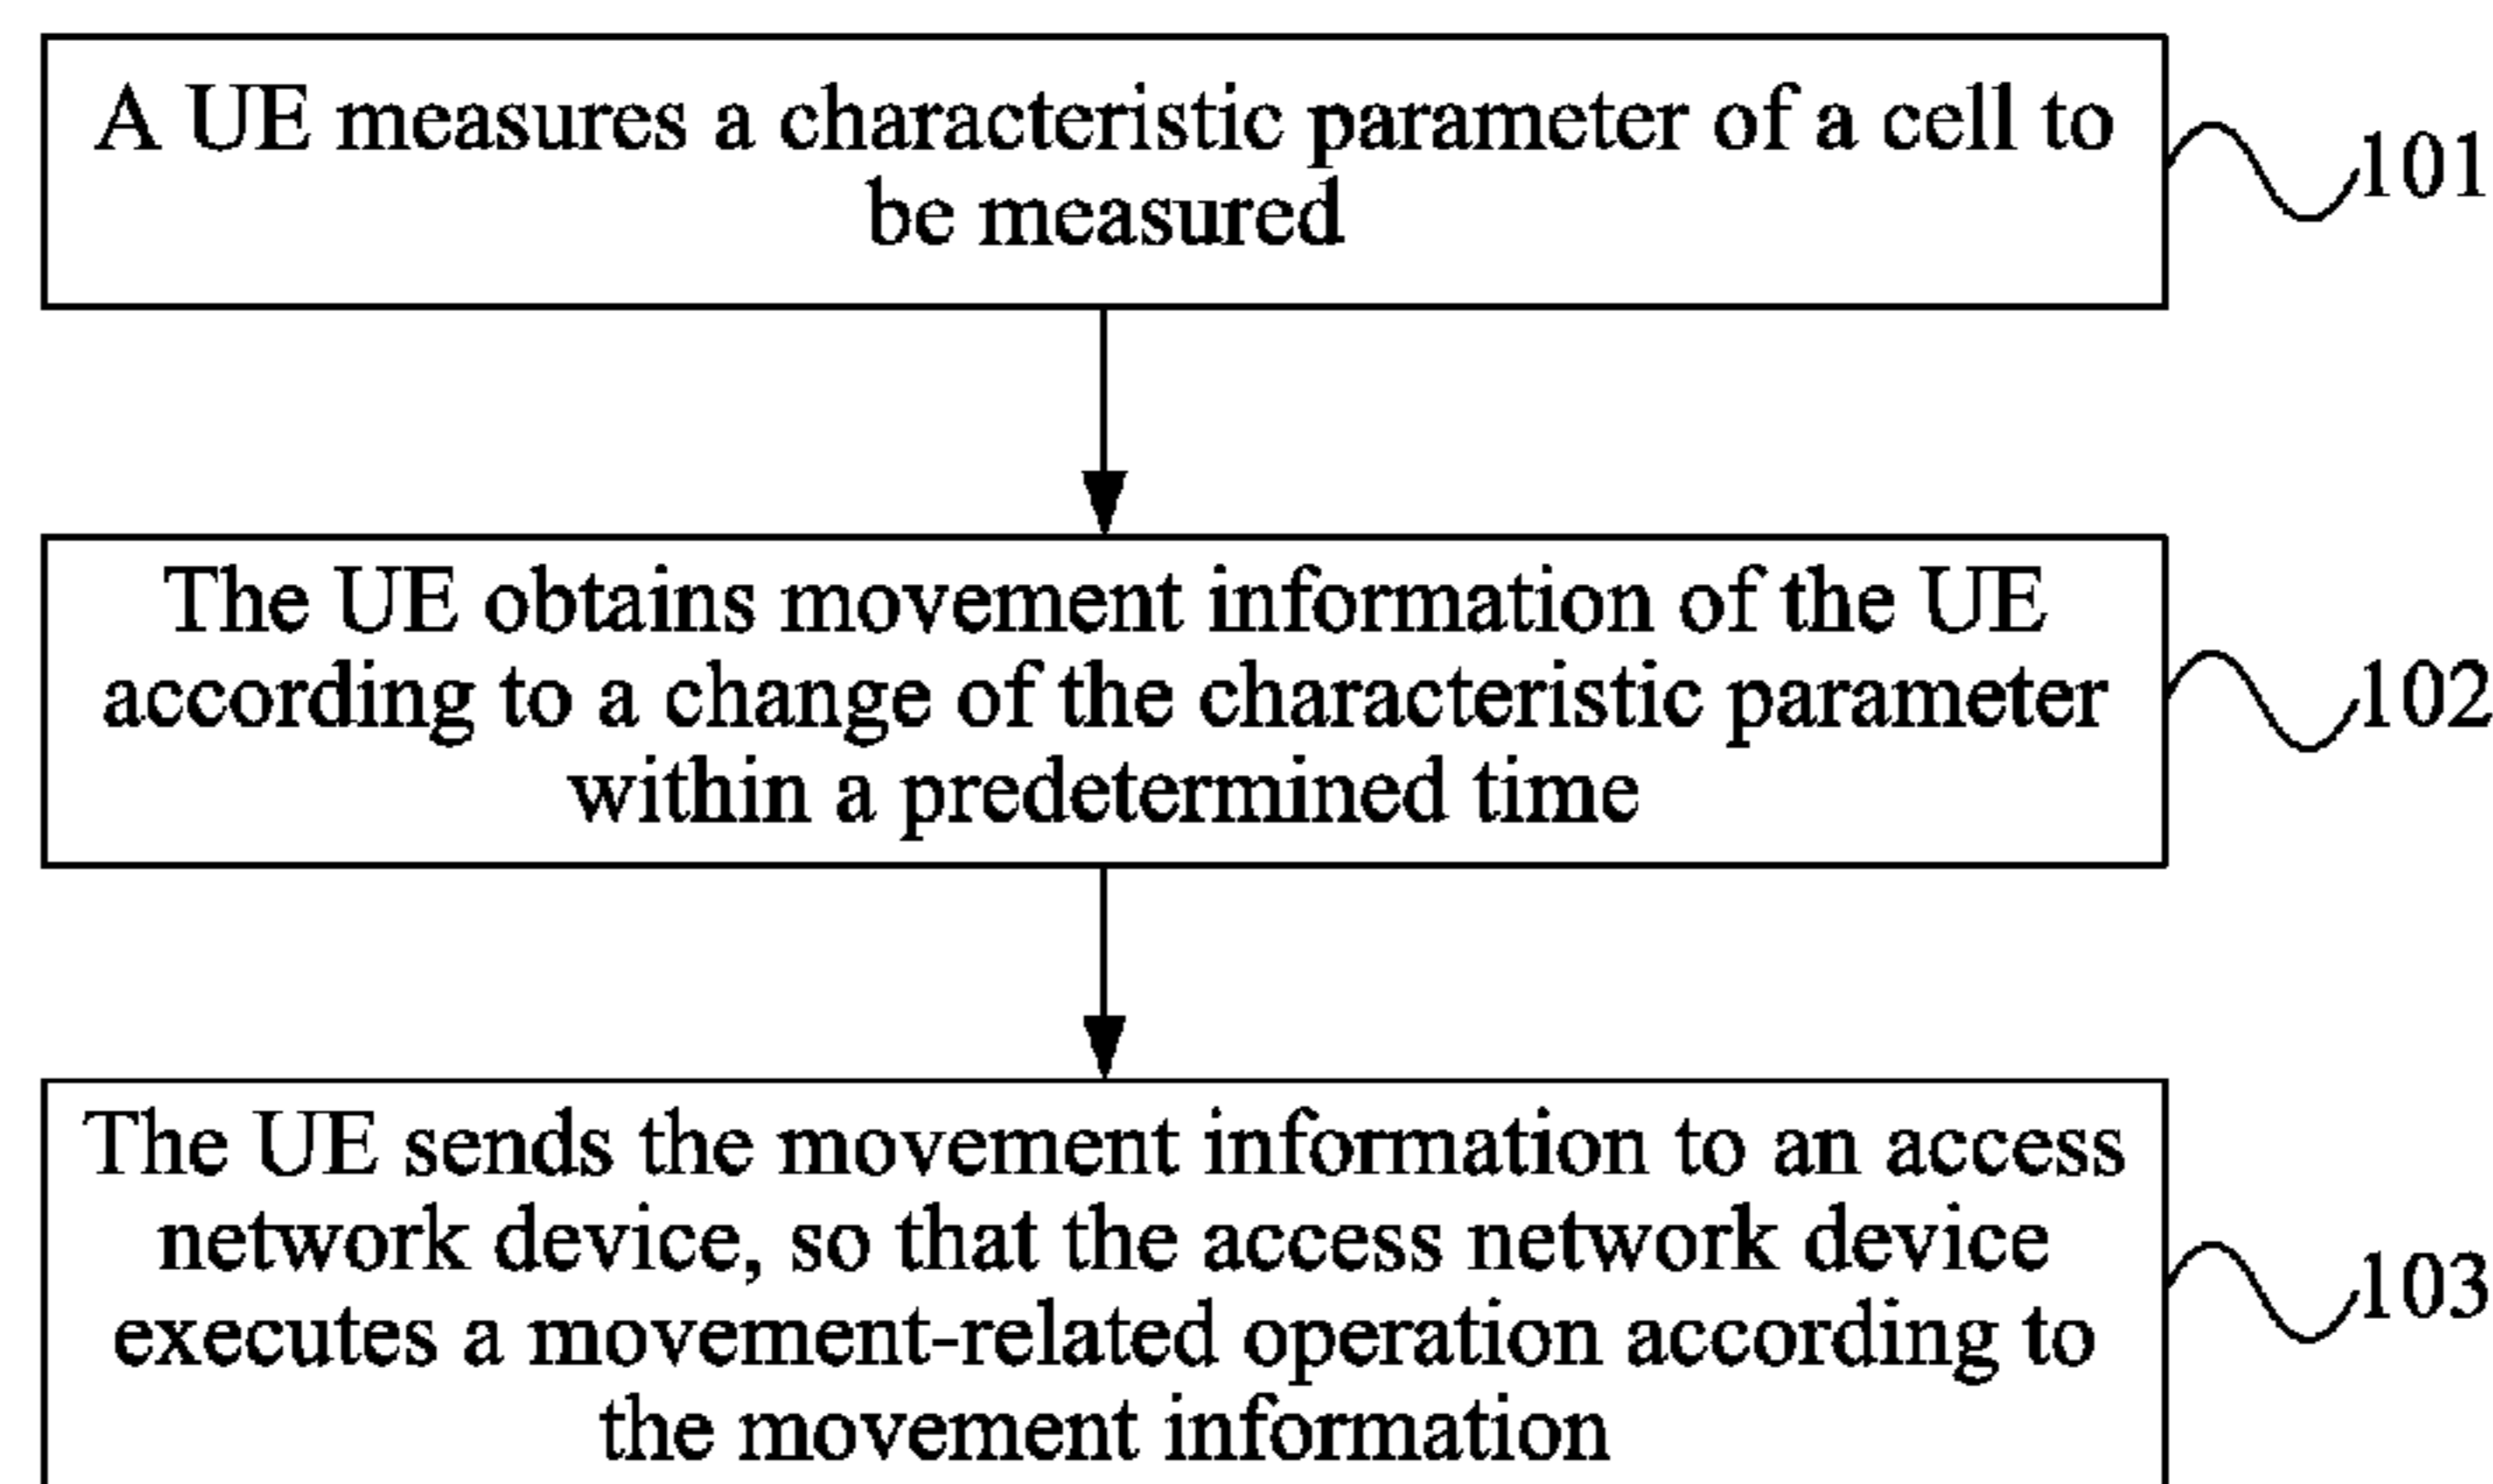 A UE measures a characteristic parameter of a cell to
be measured
101
The UE obtains movement information of the UE
according to a change of the characteristic parameter
within a predetermined time
102
The UE sends the movement information to an access
network device, so that the access network device
executes a movement-related operation according to
the movement information
103